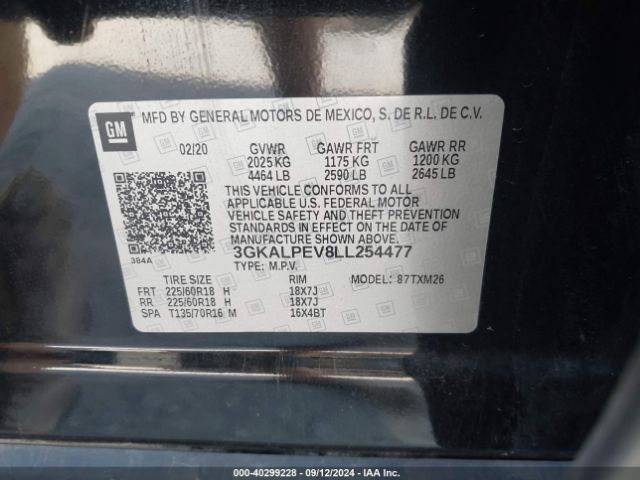 GM
MFD BY GENERAL MOTORS DE MEXICO, S. DE R.L. DE C.V.
02/20 GVWR GAWR FRT GAWR RR
2025 KG 1175 KG 1200 KG
4464 LB 2590 LB 2645 LB
THIS VEHICLE CONFORMS TO ALL
APPLICABLE U.S. FEDERAL MOTOR
VEHICLE SAFETY AND THEFT PREVENTION
STANDARDS IN EFFECT ON THE DATE OF
MANUFACTURE SHOWN ABOVE.
384A
3GKALPEV8LL254477
TYPE: M.P.V.
TIRE SIZE RIM MODEL: 87TXM26
FRT 225/60R18 H 18X7J
RR 225/60R18 H 18X7J
SPA T135/70R16 M 16X4BT
000-40299228 - 09/12/2024 - IAAI.COM